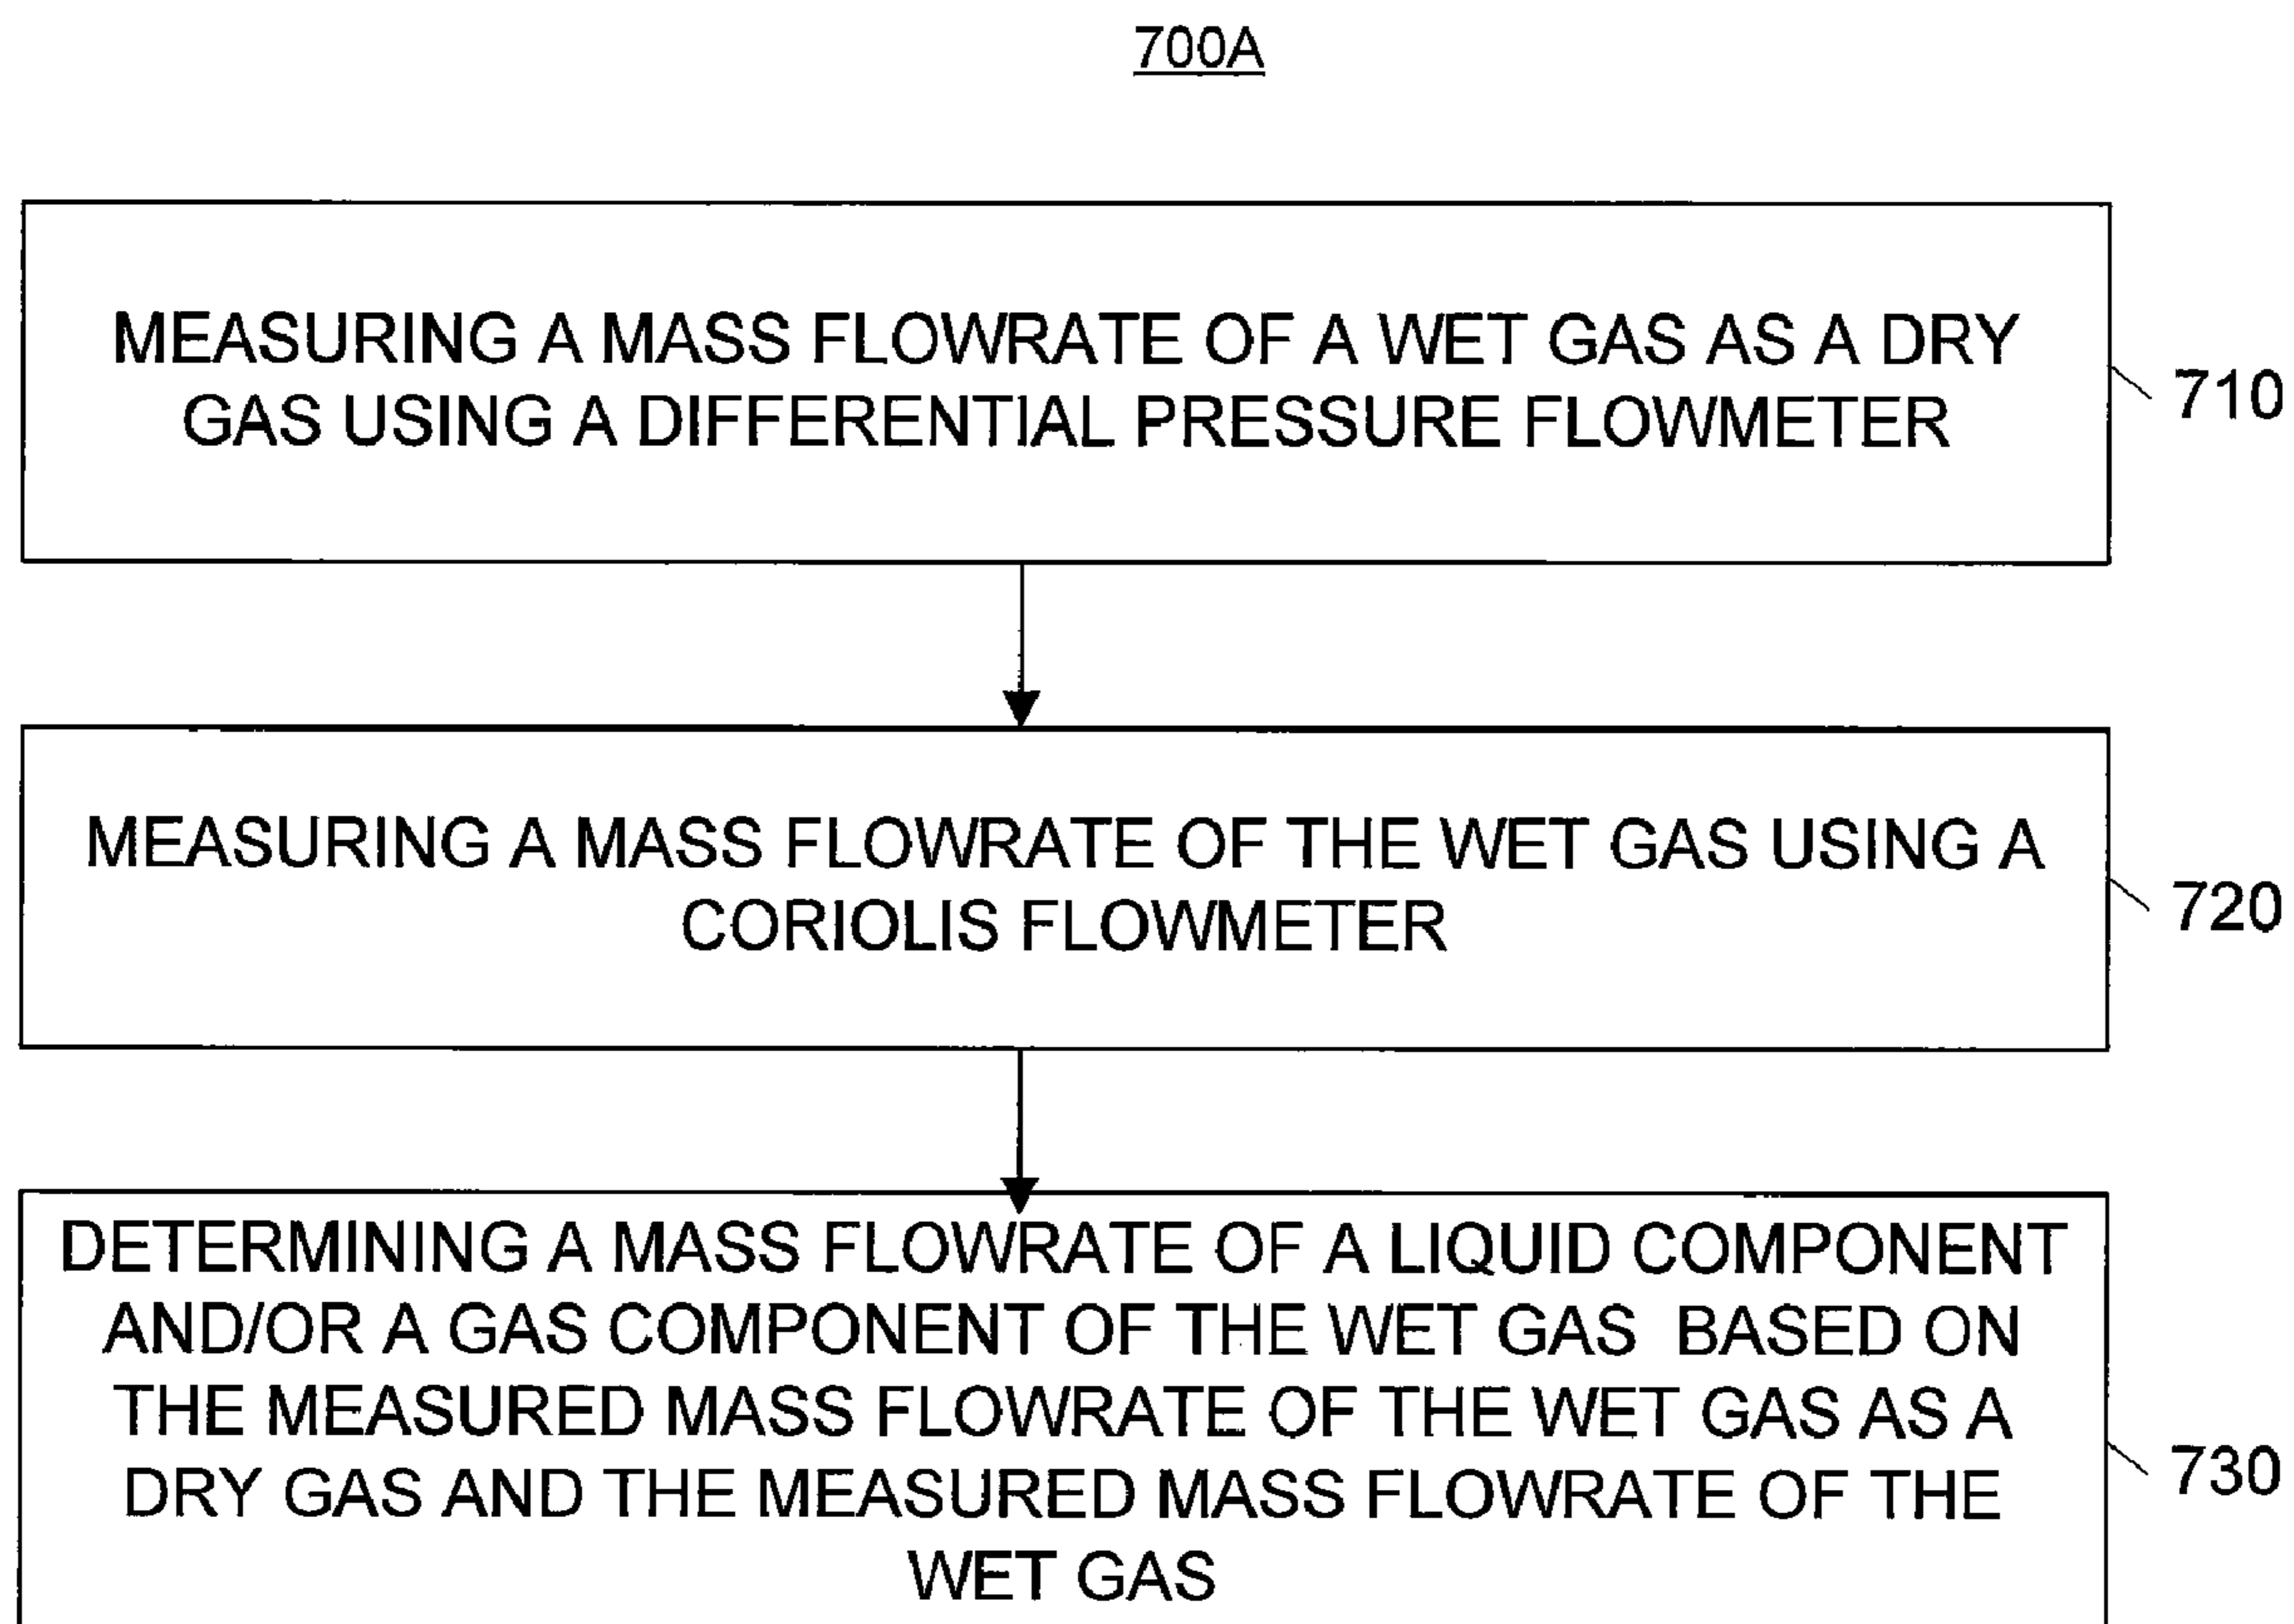 700A
MEASURING A MASS FLOWRATE OF A WET GAS AS A DRY
GAS USING A DIFFERENTIAL PRESSURE FLOWMETER
710
MEASURING A MASS FLOWRATE OF THE WET GAS USING A
CORIOLIS FLOWMETER
720
DETERMINING A MASS FLOWRATE OF A LIQUID COMPONENT
AND/OR A GAS COMPONENT OF THE WET GAS BASED ON
THE MEASURED MASS FLOWRATE OF THE WET GAS AS A
DRY GAS AND THE MEASURED MASS FLOWRATE OF THE
WET GAS
730